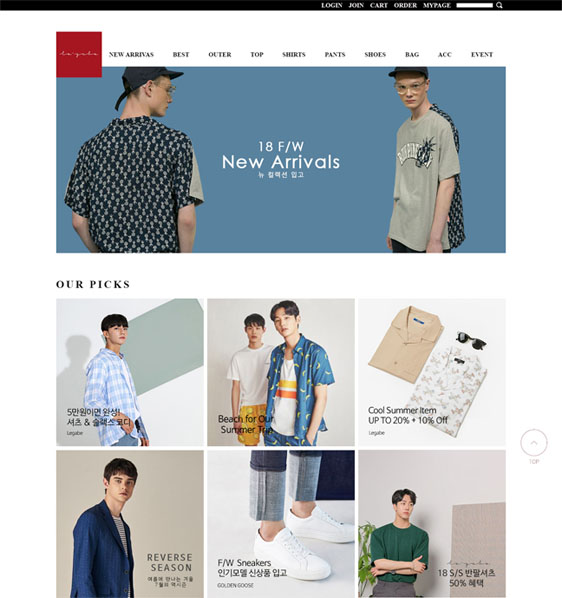 LOGIN JOIN CART ORDER MYPAGE
NEW ARRIVAS BEST OUTER TOP SHIRTS PANTS SHOES BAG ACC EVENT
18 F/W
New Arrivals
뉴 컬렉션 입고
OUR PICKS
5만원이면 완성!
셔츠 & 슬랙스 코디
Legabe
Beach for Our
Summer Trip
Cool Summer Item
UP TO 20% + 10% Off
Legabe
TOP
REVERSE
SEASON
여름에 만나는 겨울
7월의 역시즌
F/W Sneakers
인기모델 신상품 입고
GOLDEN GOOSE
18 S/S 반팔셔츠
50% 혜택